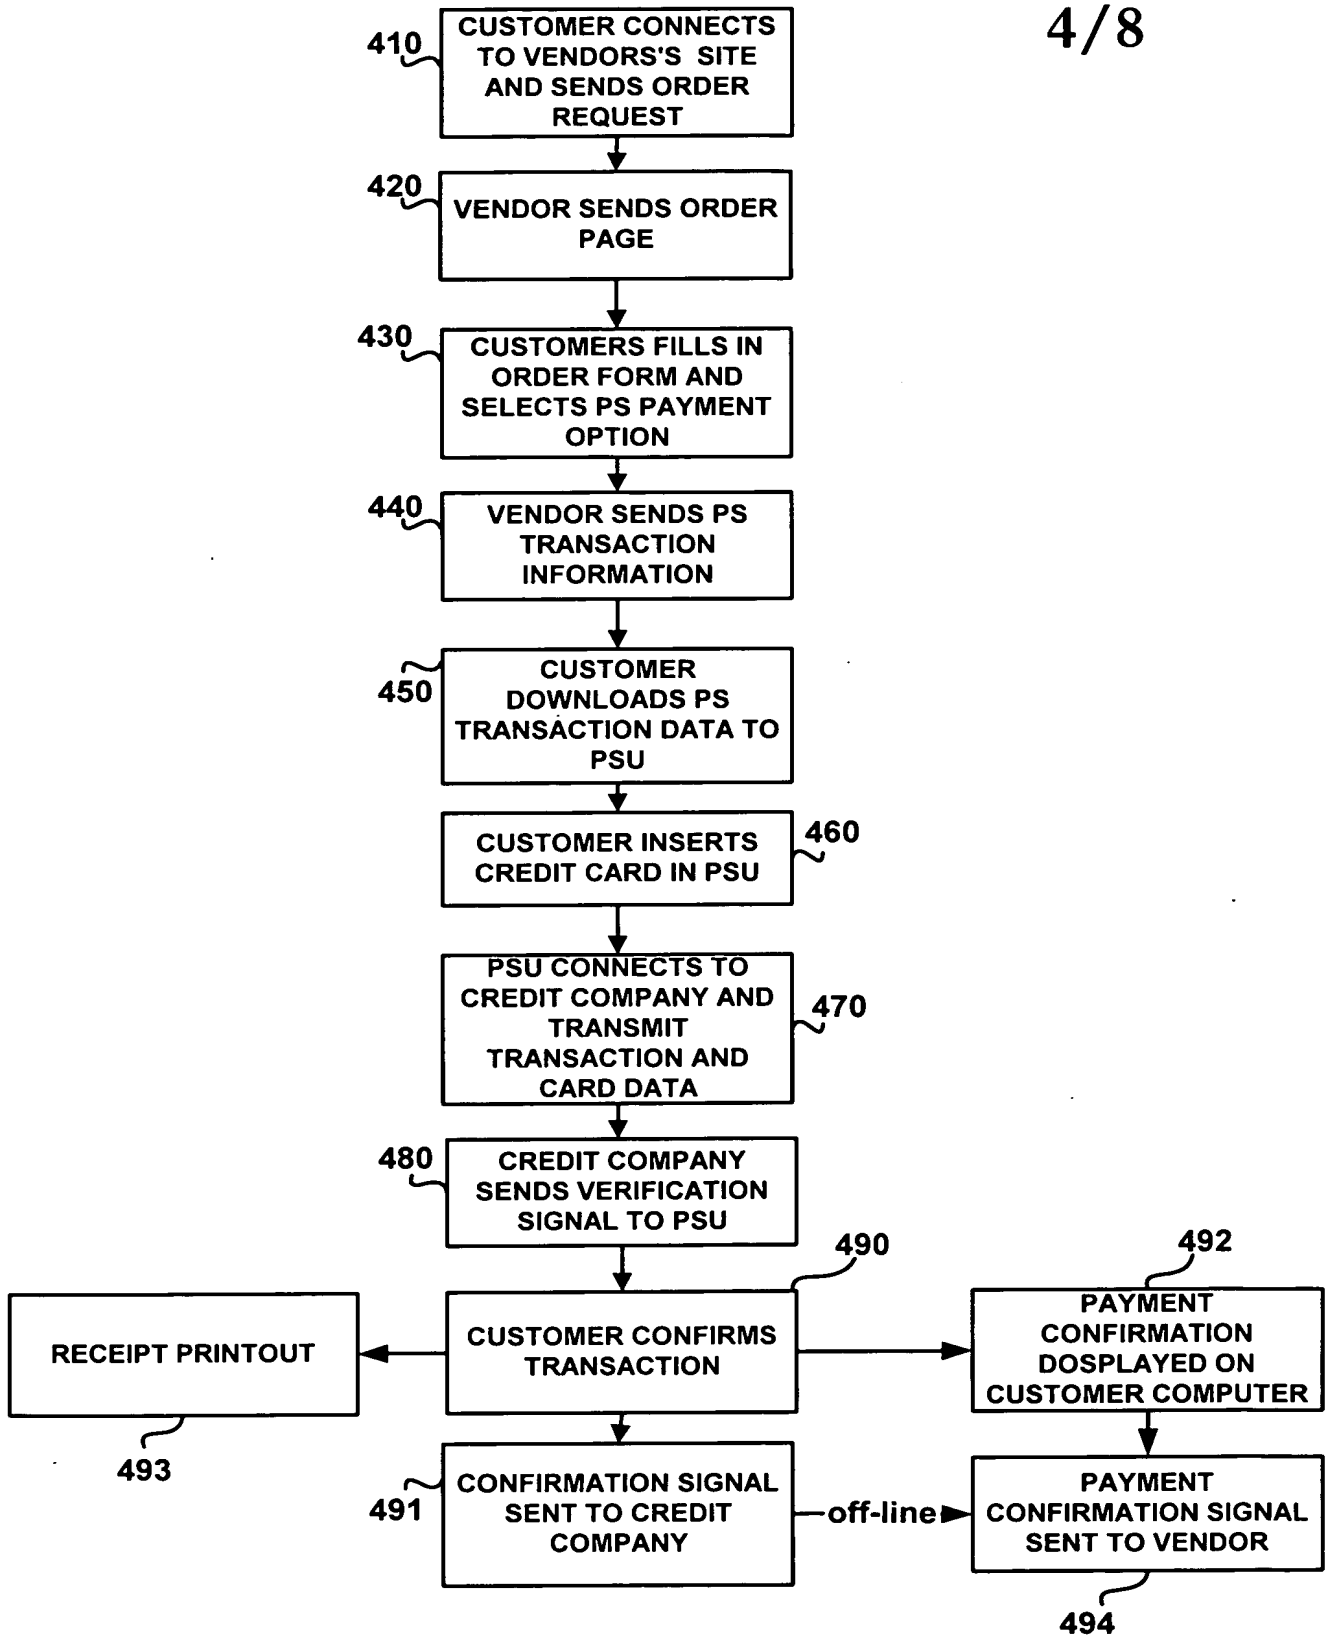 4/8
410
CUSTOMER CONNECTS
TO VENDORS'S SITE
AND SENDS ORDER
REQUEST
420
VENDOR SENDS ORDER
PAGE
430
CUSTOMERS FILLS IN
ORDER FORM AND
SELECTS PS PAYMENT
OPTION
440
VENDOR SENDS PS
TRANSACTION
INFORMATION
450
CUSTOMER
DOWNLOADS PS
TRANSACTION DATA TO
PSU
460
CUSTOMER INSERTS
CREDIT CARD IN PSU
470
PSU CONNECTS TO
CREDIT COMPANY AND
TRANSMIT
TRANSACTION AND
CARD DATA
480
CREDIT COMPANY
SENDS VERIFICATION
SIGNAL TO PSU
490
CUSTOMER CONFIRMS
TRANSACTION
RECEIPT PRINTOUT
493
492
PAYMENT
CONFIRMATION
DOSPLAYED ON
CUSTOMER COMPUTER
491
CONFIRMATION SIGNAL
SENT TO CREDIT
COMPANY
off-line
PAYMENT
CONFIRMATION SIGNAL
SENT TO VENDOR
494